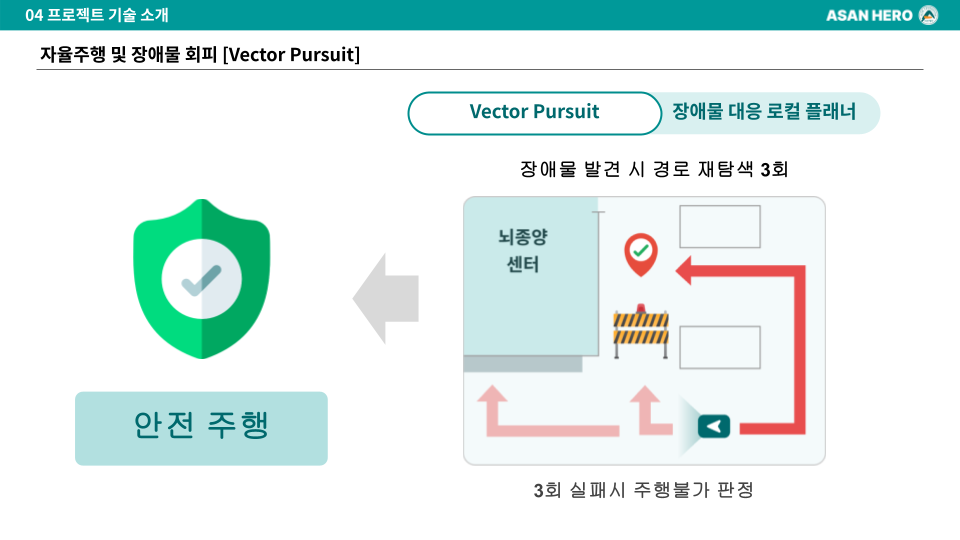 04 프로젝트 기술 소개
ASAN HERO
자율주행 및 장애물 회피 [Vector Pursuit]
Vector Pursuit
장애물 대응 로컬 플래너
장애물 발견 시 경로 재탐색 3회
뇌종양
센터
안전 주행
3회 실패시 주행불가 판정